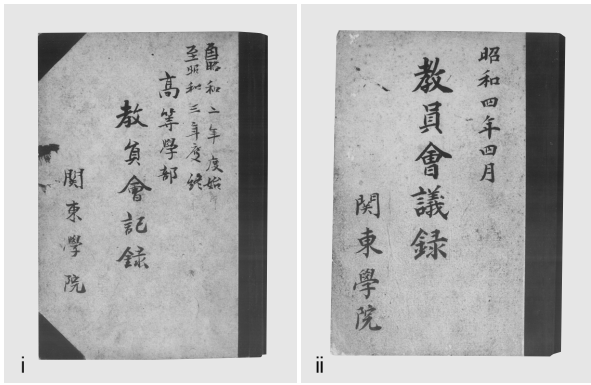 自昭和二年度始
至昭和三年度終
高等學部
教員會記録
関東學院
i
昭和四年四月
教員會議録
関東學院
ii